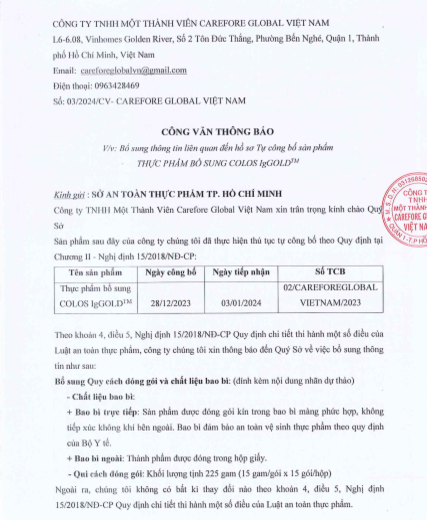 CÔNG TY TNHH MỘT THÀNH VIÊN CAREFORE GLOBAL VIỆT NAM
L6-6.08, Vinhomes Golden River, Số 2 Tôn Đức Thắng, Phường Bến Nghé, Quận 1, Thành
phố Hồ Chí Minh, Việt Nam
Email: careforeglobalvn@gmail.com
Điện thoại: 0963428469
Số: 03/2024/CV- CAREFORE GLOBAL VIỆT NAM
CÔNG VĂN THÔNG BÁO
V/v: Bổ sung thông tin liên quan đến hồ sơ Tự công bố sản phẩm
THỰC PHẨM BỔ SUNG COLOS IgGOLD™
Kính gửi : SỞ AN TOÀN THỰC PHẨM TP. HỒ CHÍ MINH
Công ty TNHH Một Thành Viên Carefore Global Việt Nam xin trân trọng kính chào Quý
Sở
Sản phẩm sau đây của công ty chúng tôi đã thực hiện thủ tục tự công bố theo Quy định tại
Chương II - Nghị định 15/2018/NĐ-CP:
Tên sản phẩm Ngày công bố Ngày tiếp nhận Số TCB
Thực phẩm bổ sung 02/CAREFOREGLOBAL
COLOS IgGOLD™ 28/12/2023 03/01/2024 VIETNAM/2023
Theo khoản 4, điều 5, Nghị định 15/2018/NĐ-CP Quy định chi tiết thi hành một số điều của
Luật an toàn thực phẩm, công ty chúng tôi xin thông báo đến Quý Sở về việc bổ sung thông
tin như sau:
Bổ sung Quy cách đóng gói và chất liệu bao bì: (đính kèm nội dung nhãn dự thảo)
- Chất liệu bao bì:
+ Bao bì trực tiếp: Sản phẩm được đóng gói kín trong bao bì màng phức hợp, không
tiếp xúc không khí bên ngoài. Bao bì đảm bảo an toàn vệ sinh thực phẩm theo quy định
của Bộ Y tế.
+ Bao bì ngoài: Thành phẩm được đóng trong hộp giấy.
- Qui cách đóng gói: Khối lượng tịnh 225 gam (15 gam/gói x 15 gói/hộp)
Ngoài ra, chúng tôi không có bất kì thay đổi nào theo khoản 4, điều 5, Nghị định
15/2018/NĐ-CP Quy định chi tiết thi hành một số điều của Luật an toàn thực phẩm.
CÔNG T
TNHH
MỘT THÀNH
CAREFORE G
VIỆT NA